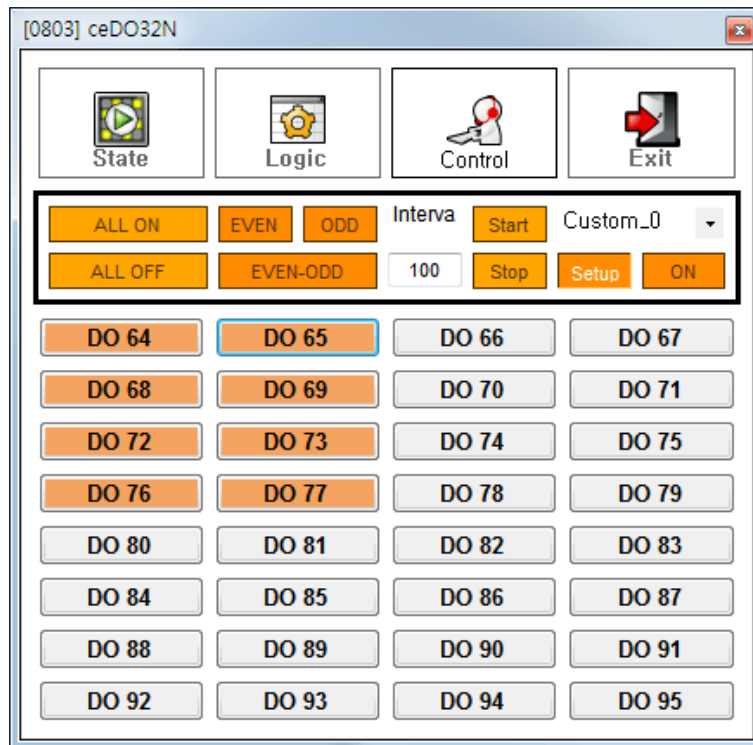 [0803] ceDO32N
State Logic Control Exit
ALL ON EVEN ODD Interva Start Custom_0
ALL OFF EVEN-ODD 100 Stop Setup ON
DO 64 DO 65 DO 66 DO 67
DO 68 DO 69 DO 70 DO 71
DO 72 DO 73 DO 74 DO 75
DO 76 DO 77 DO 78 DO 79
DO 80 DO 81 DO 82 DO 83
DO 84 DO 85 DO 86 DO 87
DO 88 DO 89 DO 90 DO 91
DO 92 DO 93 DO 94 DO 95